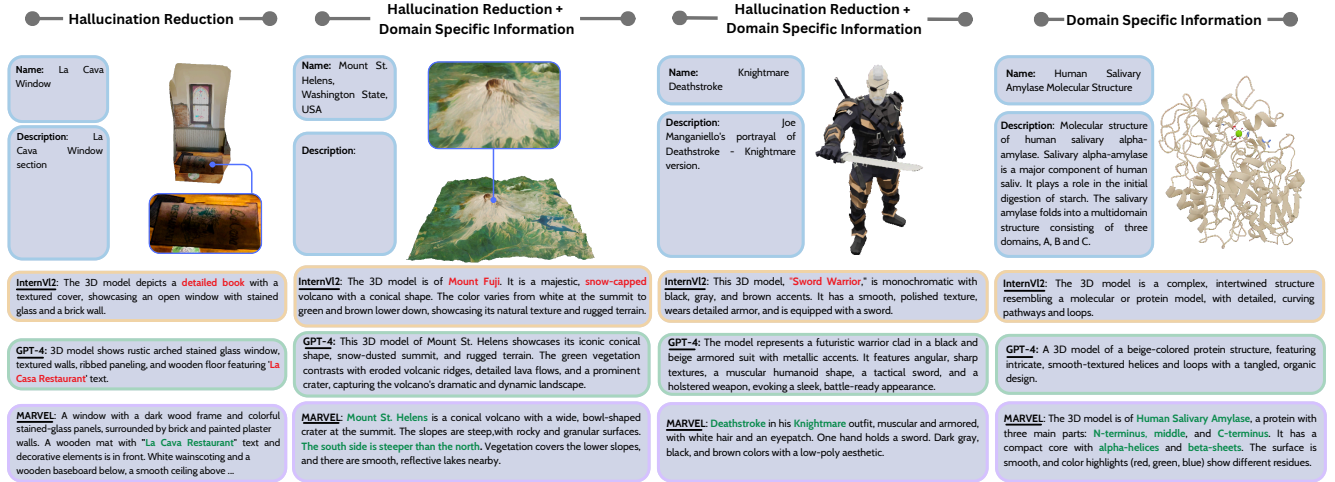 Hallucination Reduction
Name: La Cava
Window
Description: La
Cava Window
section
InternVl2: The 3D model depicts a detailed book with a
textured cover, showcasing an open window with stained
glass and a brick wall.
GPT-4: 3D model shows rustic arched stained glass window,
textured walls, ribbed paneling, and wooden floor featuring 'La
Casa Restaurant' text.
MARVEL: A window with a dark wood frame and colorful
stained-glass panels, surrounded by brick and painted plaster
walls. A wooden mat with "La Cava Restaurant" text and
decorative elements is in front. White wainscoting and a
wooden baseboard below, a smooth ceiling above ...
Hallucination Reduction +
Domain Specific Information
Name: Mount St.
Helens,
Washington State,
USA
Description:
InternVl2: The 3D model is of Mount Fuji. It is a majestic, snow-capped
volcano with a conical shape. The color varies from white at the summit to
green and brown lower down, showcasing its natural texture and rugged terrain.
GPT-4: This 3D model of Mount St. Helens showcases its iconic conical
shape, snow-dusted summit, and rugged terrain. The green vegetation
contrasts with eroded volcanic ridges, detailed lava flows, and a prominent
crater, capturing the volcano's dramatic and dynamic landscape.
MARVEL: Mount St. Helens is a conical volcano with a wide, bowl-shaped
crater at the summit. The slopes are steep,with rocky and granular surfaces.
The south side is steeper than the north. Vegetation covers the lower slopes,
and there are smooth, reflective lakes nearby.
Hallucination Reduction +
Domain Specific Information
Name: Knightmare
Deathstroke
Description: Joe
Manganiello's portrayal of
Deathstroke - Knightmare
version.
InternVl2: This 3D model, "Sword Warrior," is monochromatic with
black, gray, and brown accents. It has a smooth, polished texture,
wears detailed armor, and is equipped with a sword.
GPT-4: The model represents a futuristic warrior clad in a black and
beige armored suit with metallic accents. It features angular, sharp
textures, a muscular humanoid shape, a tactical sword, and a
holstered weapon, evoking a sleek, battle-ready appearance.
MARVEL: Deathstroke in his Knightmare outfit, muscular and armored,
with white hair and an eyepatch. One hand holds a sword. Dark gray,
black, and brown colors with a low-poly aesthetic.
Domain Specific Information
Name: Human Salivary
Amylase Molecular Structure
Description: Molecular structure
of human salivary alpha-
amylase. Salivary alpha-amylase
is a major component of human
saliv. It plays a role in the initial
digestion of starch. The salivary
amylase folds into a multidomain
structure consisting of three
domains, A, B and C.
InternVl2: The 3D model is a complex, intertwined structure
resembling a molecular or protein model, with detailed, curving
pathways and loops.
GPT-4: A 3D model of a beige-colored protein structure, featuring
intricate, smooth-textured helices and loops with a tangled, organic
design.
MARVEL: The 3D model is of Human Salivary Amylase, a protein with
three main parts: N-terminus, middle, and C-terminus. It has a
compact core with alpha-helices and beta-sheets. The surface is
smooth, and color highlights (red, green, blue) show different residues.